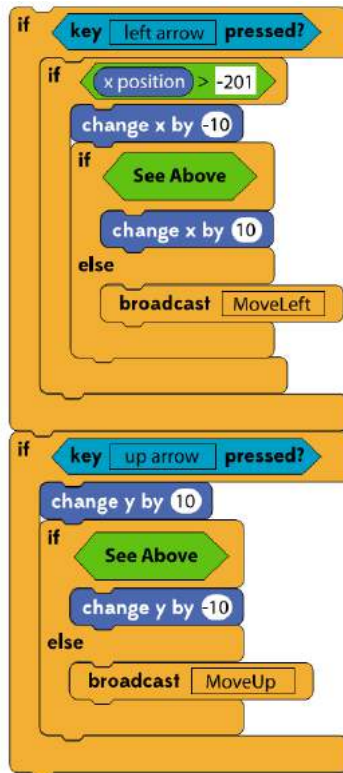 if key left arrow pressed?
if x position > -201
change x by -10
if
See Above
change x by 10
else
broadcast MoveLeft
if key up arrow pressed?
change y by 10
if
See Above
change y by -10
else
broadcast MoveUp